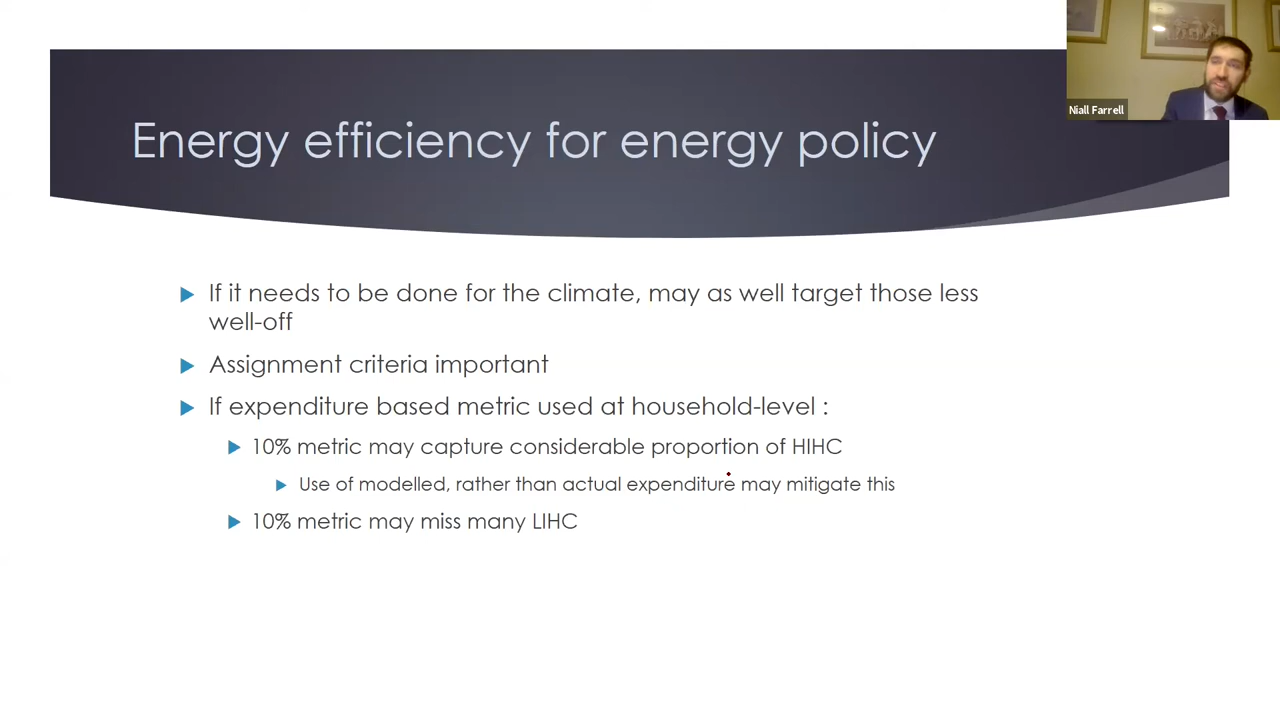 Niall Farrell
Energy efficiency for energy policy
If it needs to be done for the climate, may as well target those less
well-off
Assignment criteria important
If expenditure based metric used at household-level :
10% metric may capture considerable proportion of HIHC
Use of modelled, rather than actual expenditure may mitigate this
10% metric may miss many LIHC